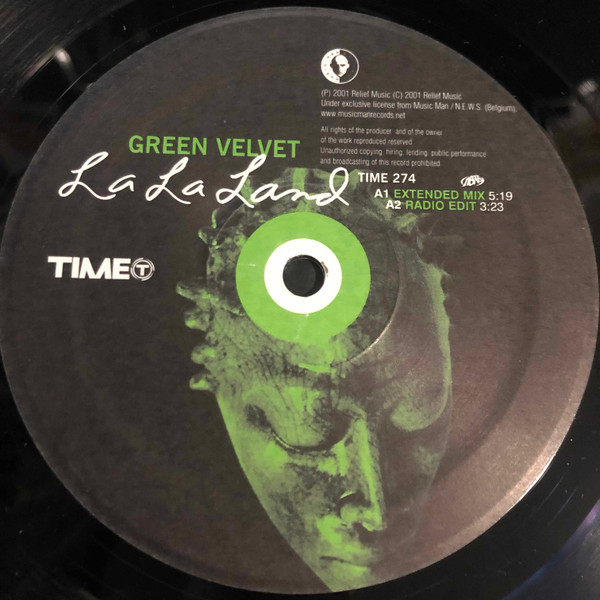 (P) 2001 Relief Music (C) 2001 Relief Music
Under exclusive license from Music Man / N.E.W.S. (Belgium).
www.musicmanrecords.net
All rights of the producer and of the owner
of the work reproduced reserved
Unauthorized copying, hiring, lending, public performance
and broadcasting of this record prohibited.
GREEN VELVET
La La Land
TIME 274
A1 EXTENDED MIX 5:19
A2 RADIO EDIT 3:23
TIME T